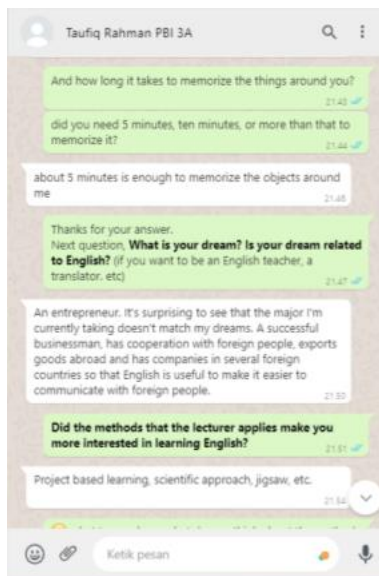 Taufiq Rahman PBI 3A
And how long it takes to memorize the things around you?
21.43
did you need 5 minutes, ten minutes, or more than that to
memorize it?
21.44
about 5 minutes is enough to memorize the objects around
me
21.46
Thanks for your answer.
Next question, What is your dream? Is your dream related
to English? (if you want to be an English teacher, a
translator. etc)
21.47
An entrepreneur. It's surprising to see that the major I'm
currently taking doesn't match my dreams. A successful
businessman, has cooperation with foreign people, exports
goods abroad and has companies in several foreign
countries so that English is useful to make it easier to
communicate with foreign people.
21.50
Did the methods that the lecturer applies make you
more interested in learning English?
21.51
Project based learning, scientific approach, jigsaw, etc.
21.54
Ketik pesan